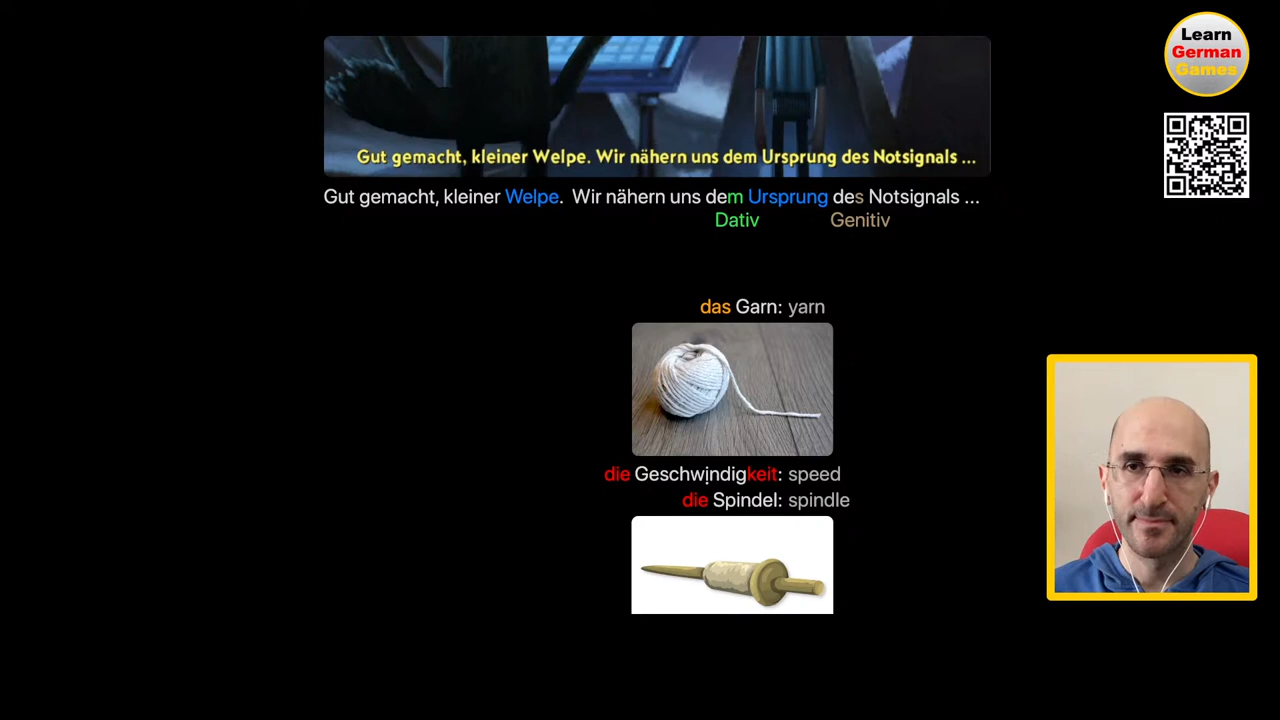 Learn
German
Games
Gut gemacht, kleiner Welpe. Wir nähern uns dem Ursprung des Notsignals ...
Gut gemacht, kleiner Welpe. Wir nähern uns dem Ursprung des Notsignals ...
Dativ Genitiv
das Garn: yarn
die Geschwịndigkeit: speed
die Spindel: spindle